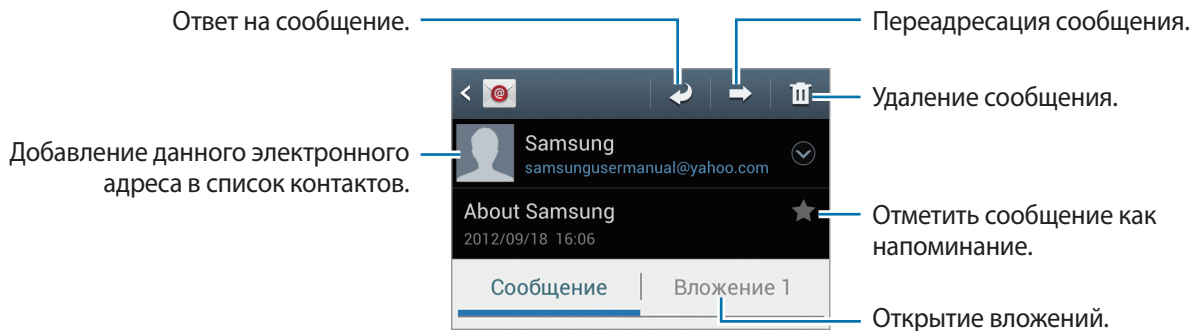 Ответ на сообщение.
Переадресация сообщения.
Удаление сообщения.
Samsung
samsungusermanual@yahoo.com
Добавление данного электронного
адреса в список контактов.
About Samsung
2012/09/18 16:06
Отметить сообщение как
напоминание.
Сообщение
Вложение 1
Открытие вложений.